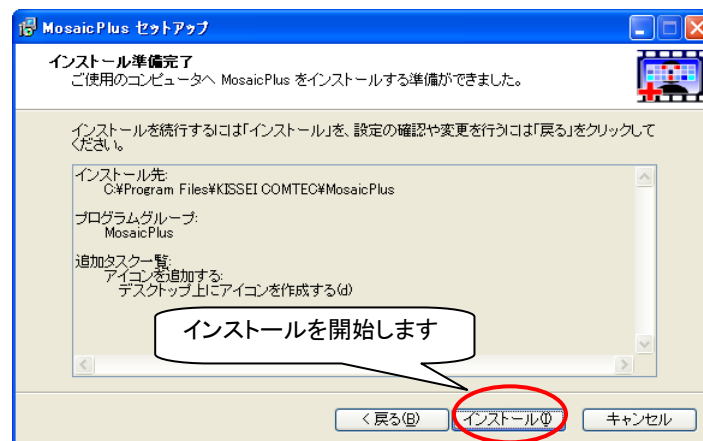 MosaicPlus セットアップ
インストール準備完了
ご使用のコンピュータへ MosaicPlus をインストールする準備ができました。
インストールを続行するには「インストール」を、設定の確認や変更を行うには「戻る」をクリックして
ください。
インストール先:
C:¥Program Files¥KISSEI COMTEC¥MosaicPlus
プログラムグループ:
MosaicPlus
追加タスク一覧:
アイコンを追加する:
デスクトップ上にアイコンを作成する(d)
インストールを開始します
< 戻る(B)
インストール(I)
キャンセル